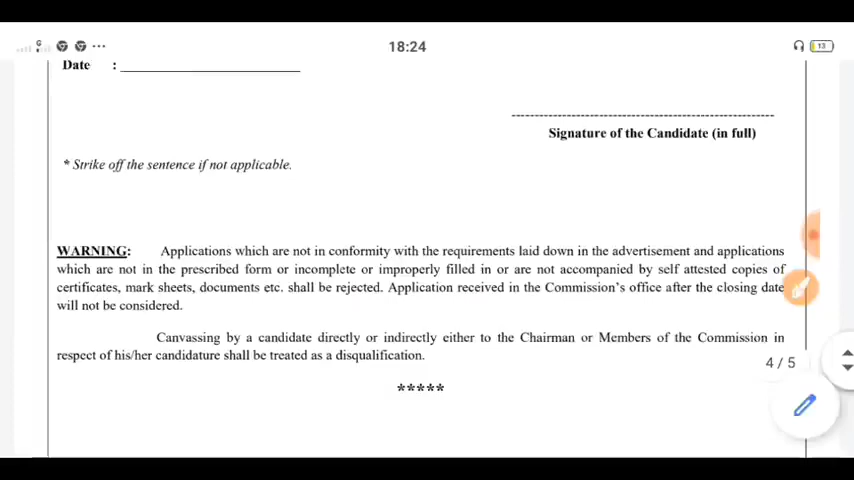 18:24
13
Date : ____________________
Signature of the Candidate (in full)
* Strike off the sentence if not applicable.
WARNING: Applications which are not in conformity with the requirements laid down in the advertisement and applications
which are not in the prescribed form or incomplete or improperly filled in or are not accompanied by self attested copies of
certificates, mark sheets, documents etc. shall be rejected. Application received in the Commission's office after the closing date
will not be considered.
Canvassing by a candidate directly or indirectly either to the Chairman or Members of the Commission in
respect of his/her candidature shall be treated as a disqualification.
4 / 5
*****